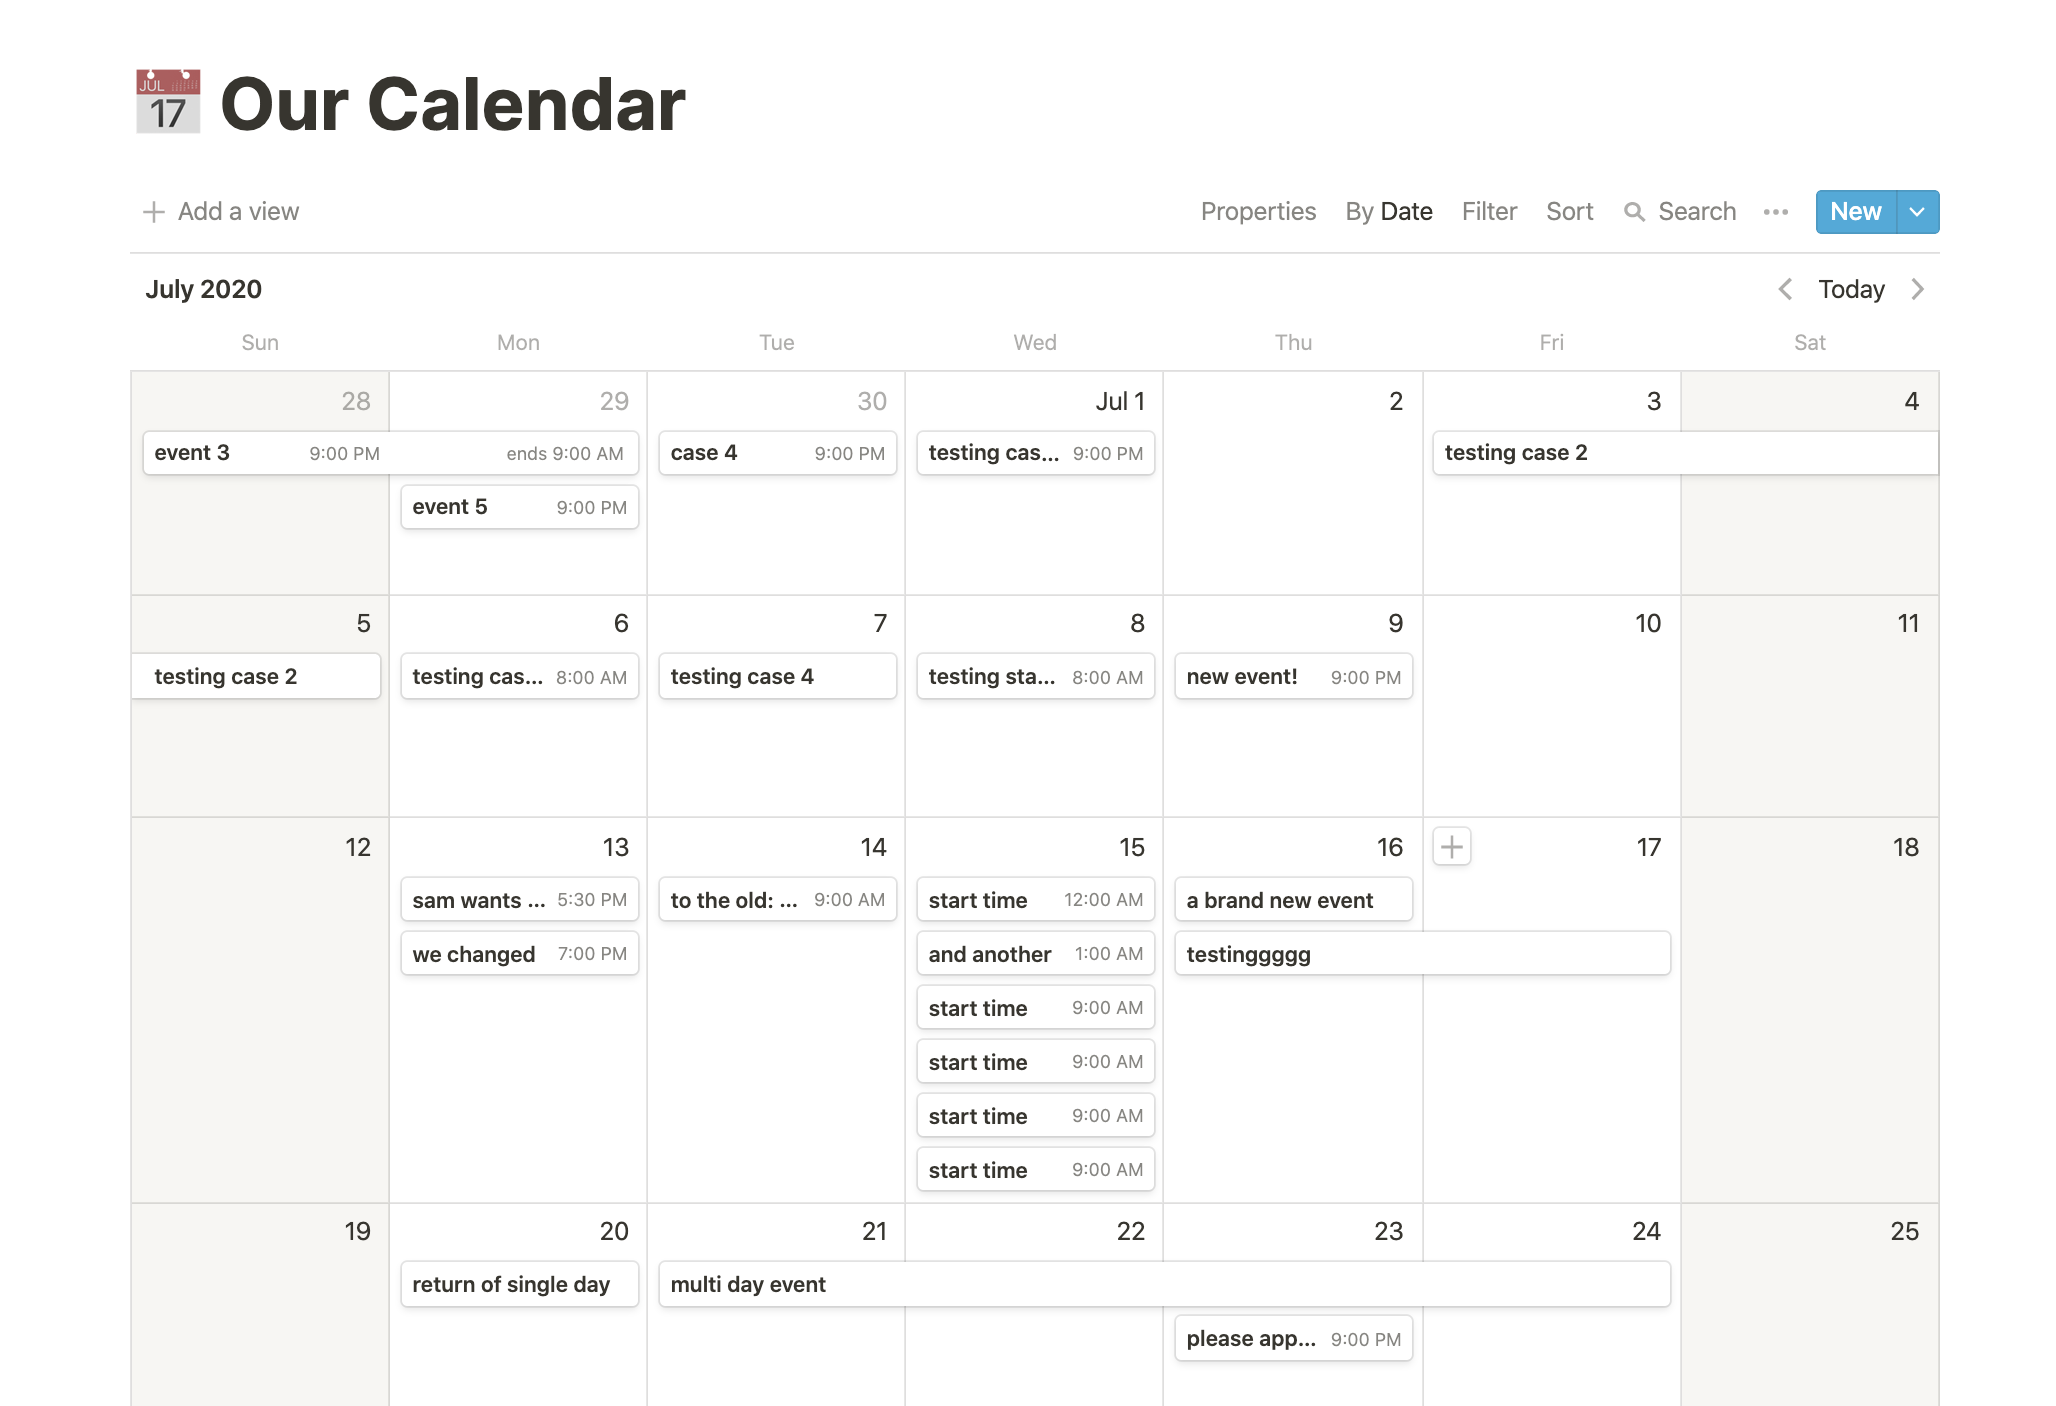 JUL
17
Our Calendar
Add a view
Properties By Date Filter Sort Search ••• New
July 2020
Today
Sun Mon Tue Wed Thu Fri Sat
28 29 30 Jul 1 2 3 4
event 3 9:00 PM ends 9:00 AM
case 4 9:00 PM
testing cas... 9:00 PM
testing case 2
event 5 9:00 PM
5 6 7 8 9 10 11
testing case 2
testing cas... 8:00 AM
testing case 4
testing sta... 8:00 AM
new event! 9:00 PM
12 13 14 15 16 17 18
sam wants ... 5:30 PM
to the old: ... 9:00 AM
start time 12:00 AM
a brand new event
we changed 7:00 PM
and another 1:00 AM
testinggggg
start time 9:00 AM
start time 9:00 AM
start time 9:00 AM
start time 9:00 AM
19 20 21 22 23 24 25
return of single day
multi day event
please app... 9:00 PM